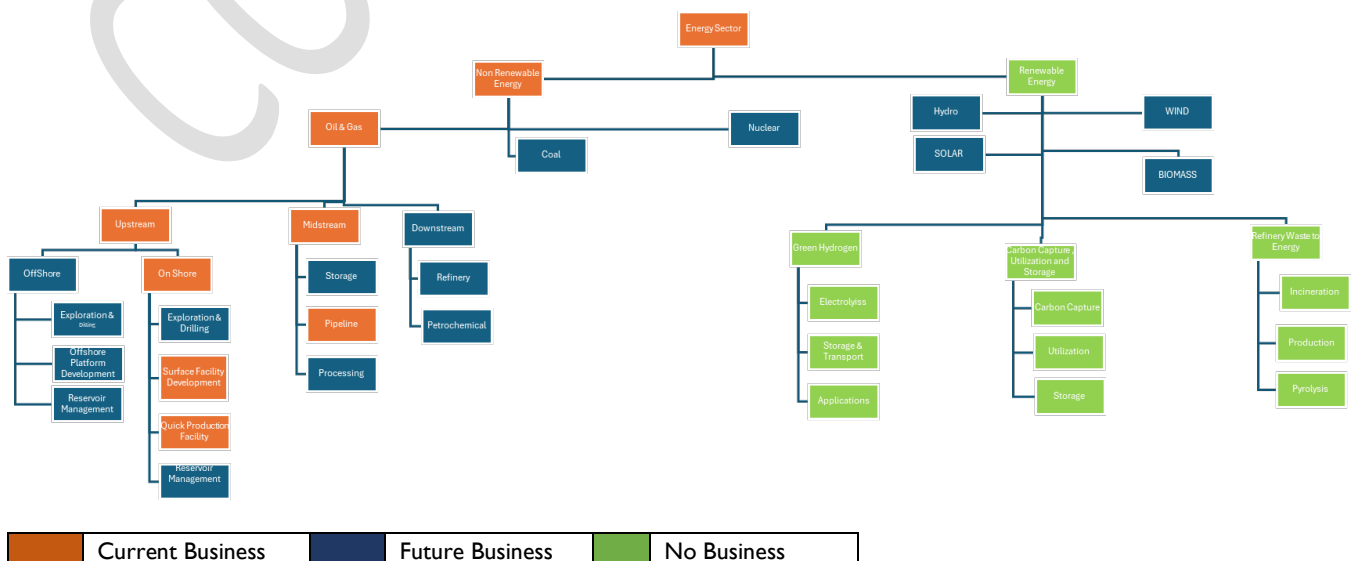 Energy Sector
Non Renewable
Energy
Renewable
Energy
Oil & Gas
Nuclear
Coal
Hydro
WIND
SOLAR
BIOMASS
Upstream
Midstream
Downstream
Green Hydrogen
Carbon Capture,
Utilization and
Storage
Refinery Waste to
Energy
OffShore
On Shore
Storage
Refinery
Electrolyiss
Carbon Capture
Incineration
Exploration &
Drilling
Exploration &
Drilling
Pipeline
Petrochemical
Storage &
Transport
Utilization
Production
Offshore
Platform
Development
Surface Facility
Development
Processing
Applications
Storage
Pyrolysis
Reservoir
Management
Quick Production
Facility
Reservoir
Management
Current Business
Future Business
No Business